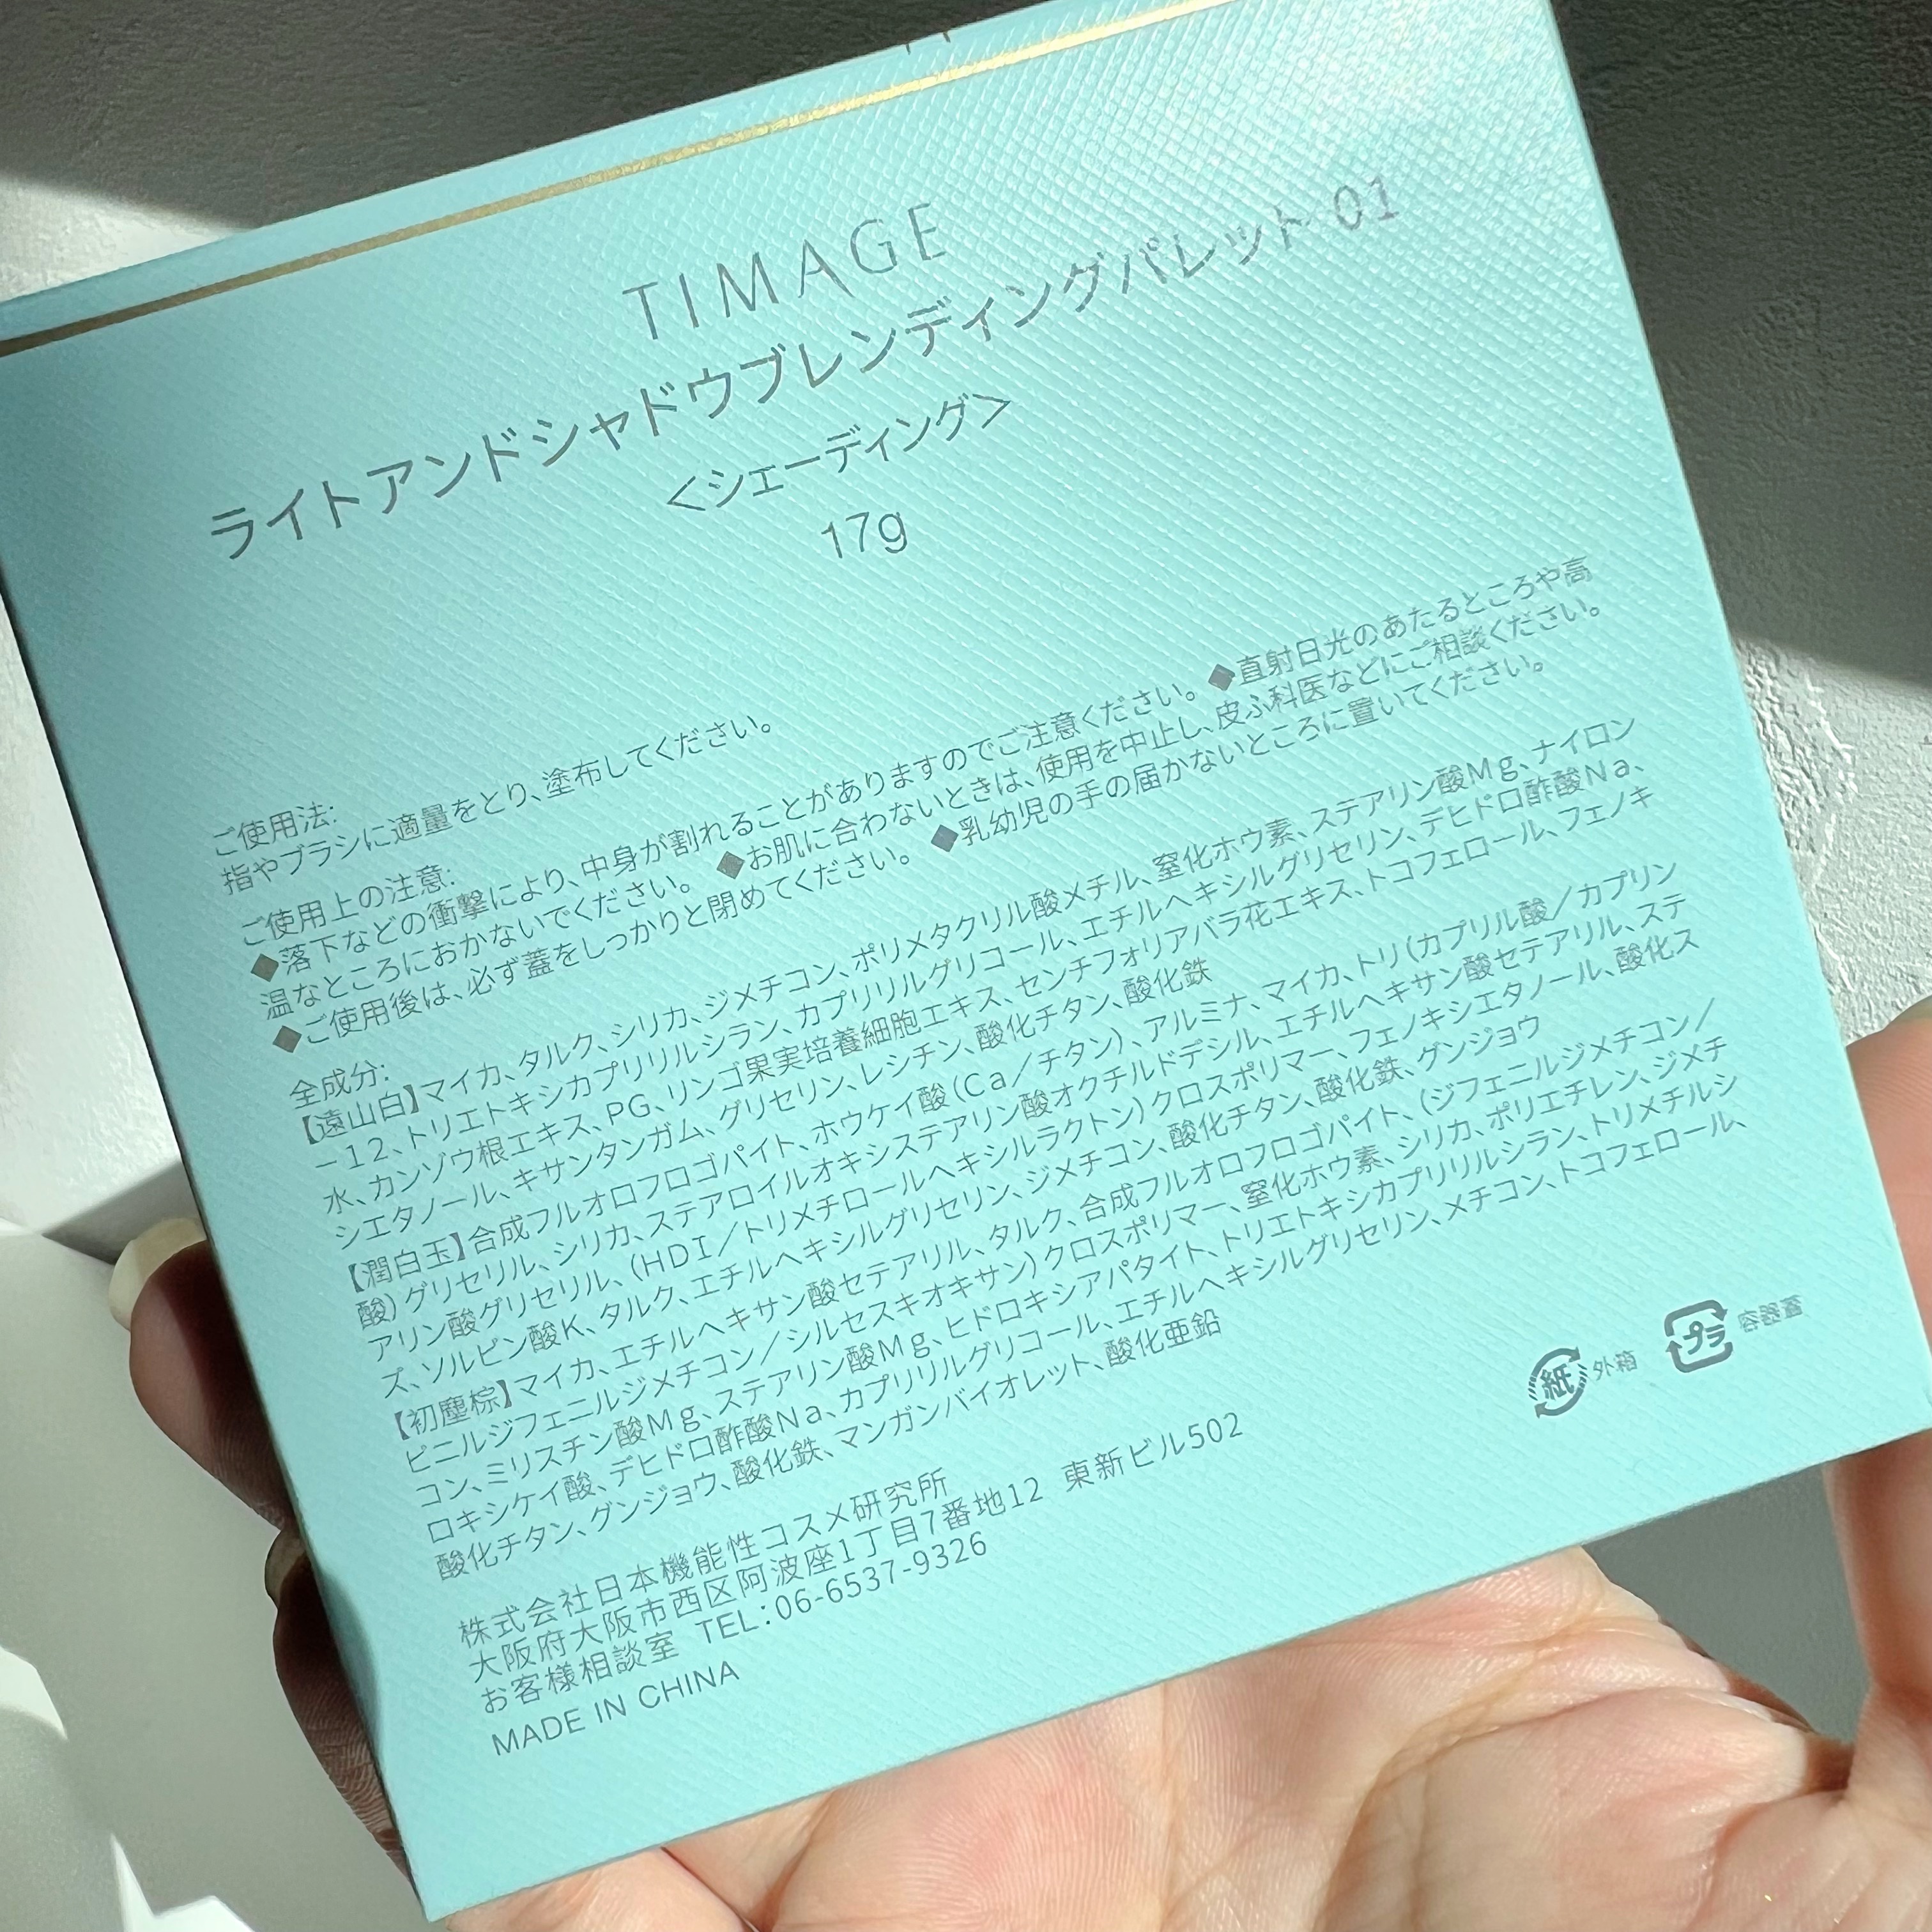 TIMAGE
ライトアンドシャドウブレンディングパレット 01
<シェーディング>
17g
ご使用法:
指やブラシに適量をとり、塗布してください。
ご使用上の注意:
◆落下などの衝撃により、中身が割れることがありますのでご注意ください。 ◆直射日光のあたるところや高
温なところにおかないでください。 ◆お肌に合わないときは、使用を中止し、皮ふ科医などにご相談ください。
◆ご使用後は、必ず蓋をしっかりと閉めてください。 ◆乳幼児の手の届かないところに置いてください。
全成分:
【遠山白】マイカ、タルク、シリカ、ジメチコン、ポリメタクリル酸メチル、窒化ホウ素、ステアリン酸Mg、ナイロン
-12、トリエトキシカプリリルシラン、カプリリルグリコール、エチルヘキシルグリセリン、デヒドロ酢酸Na、
水、カンゾウ根エキス、PG、リンゴ果実培養細胞エキス、センチフォリアバラ花エキス、トコフェロール、フェノキ
シエタノール、キサンタンガム、グリセリン、レシチン、酸化チタン、酸化鉄
【潤白玉】合成フルオロフロゴパイト、ホウケイ酸(Ca/チタン)、アルミナ、マイカ、トリ(カプリル酸/カプリン
酸)グリセリル、シリカ、ステアロイルオキシステアリン酸オクチルドデシル、エチルヘキサン酸セテアリル、ステ
アリン酸グリセリル、(HDI/トリメチロールヘキシルラクトン)クロスポリマー、フェノキシエタノール、酸化ス
ズ、ソルビン酸K、タルク、エチルヘキシルグリセリン、ジメチコン、酸化チタン、酸化鉄、グンジョウ
【初塵棕】マイカ、エチルヘキサン酸セテアリル、タルク、合成フルオロフロゴパイト、(ジフェニルジメチコン/
ビニルジフェニルジメチコン/シルセスキオキサン)クロスポリマー、窒化ホウ素、シリカ、ポリエチレン、ジメチ
コン、ミリスチン酸Mg、ステアリン酸Mg、ヒドロキシアパタイト、トリエトキシカプリリルシラン、トリメチルシ
ロキシケイ酸、デヒドロ酢酸Na、カプリリルグリコール、エチルヘキシルグリセリン、メチコン、トコフェロール、
酸化チタン、グンジョウ、酸化鉄、マンガンバイオレット、酸化亜鉛
株式会社日本機能性コスメ研究所
大阪府大阪市西区阿波座1丁目7番地12 東新ビル502
お客様相談室 TEL:06-6537-9326
MADE IN CHINA
紙 外箱 プラ 容器蓋